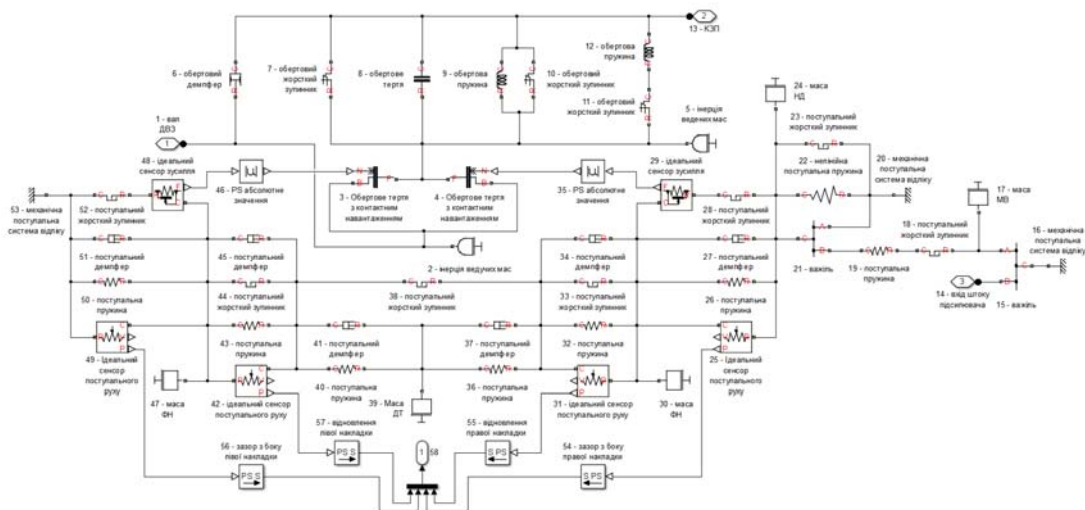 2
13 - КЗП
12 - обертова
пружина
6 - обертовий
демпфер
7 - обертовий
жорсткий
зупинник
8 - обертове
тертя
9 - обертова
пружина
10 - обертовий
жорсткий
зупинник
11 - обертовий
жорсткий зупинник
24 - маса
НД
23 - поступальний
жорсткий зупинник
1 - вал
ДВЗ
1
5 - інерція
ведених мас
48 - ідеальний
сенсор зусилля
46 - PS абсолютне
значення
3 - Обертове тертя
з контактним
навантаженням
4 - Обертове тертя
з контактним
навантаженням
35 - PS абсолютне
значення
29 - ідеальний
сенсор зусилля
22 - нелінійна
поступальна пружина
20 - механічна
поступальна
система відліку
17 - маса
МВ
53 - механічна
поступальна
система відліку
52 - поступальний
жорсткий зупинник
28 - поступальний
жорсткий зупинник
18 - поступальний
жорсткий зупинник
16 - механічна
поступальна
система відліку
51 - поступальний
демпфер
45 - поступальний
демпфер
2 - інерція ведучих мас
34 - поступальний
демпфер
27 - поступальний
демпфер
21 - важіль
19 - поступальна
пружина
3
14 - вхід штоку
підсилювача
15 - важіль
50 - поступальна
пружина
44 - поступальний
жорсткий зупинник
38 - поступальний
жорсткий зупинник
33 - поступальний
жорсткий зупинник
26 - поступальна
пружина
49 - Ідеальний
сенсор
поступального
руху
43 - поступальна
пружина
41 - поступальний
демпфер
37 - поступальний
демпфер
32 - поступальна
пружина
25 - Ідеальний
сенсор
поступального
руху
47 - маса
ФН
42 - ідеальний сенсор
поступального руху
40 - поступальна
пружина
39 - Маса
ДТ
36 - поступальна
пружина
31 - ідеальний сенсор
поступального руху
30 - маса
ФН
57 - відновлення
лівої накладки
55 - відновлення
правої накладки
56 - зазор з боку
лівої накладки
54 - зазор з боку
правої накладки
PS S
1
58
S PS
PS S
S PS